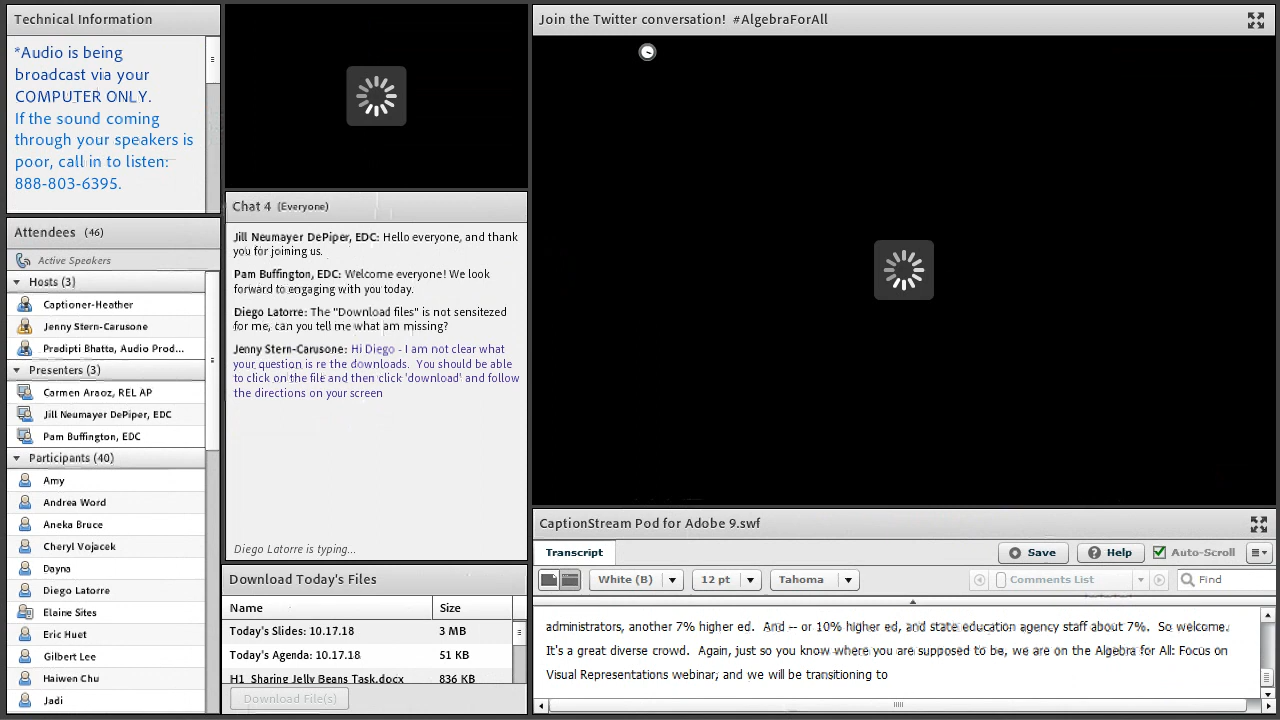 Technical Information
*Audio is being
broadcast via your
COMPUTER ONLY.
If the sound coming
through your speakers is
poor, call in to listen:
888-803-6395.
Attendees (46)
Active Speakers
Hosts (3)
Captioner-Heather
Jenny Stern-Carusone
Pradipti Bhatta, Audio Prod...
Presenters (3)
Carmen Araoz, REL AP
Jill Neumayer DePiper, EDC
Pam Buffington, EDC
Participants (40)
Amy
Andrea Word
Aneka Bruce
Cheryl Vojacek
Dayna
Diego Latorre
Elaine Sites
Eric Huet
Gilbert Lee
Haiwen Chu
Jadi
Chat 4 (Everyone)
Jill Neumayer DePiper, EDC: Hello everyone, and thank
you for joining us.
Pam Buffington, EDC: Welcome everyone! We look
forward to engaging with you today.
Diego Latorre: The "Download files" is not sensitezed
for me, can you tell me what am missing?
Jenny Stern-Carusone: Hi Diego - I am not clear what
your question is re the downloads. You should be able
to click on the file and then click 'download' and follow
the directions on your screen
Diego Latorre is typing...
Download Today's Files
Name Size
Today's Slides: 10.17.18 3 MB
Today's Agenda: 10.17.18 51 KB
H1_Sharing Jelly Beans Task.docx 836 KB
Download File(s)
Join the Twitter conversation! #AlgebraForAll
CaptionStream Pod for Adobe 9.swf
Transcript Save Help Auto-Scroll
White (B) 12 pt Tahoma Comments List Find
administrators, another 7% higher ed. And -- or 10% higher ed, and state education agency staff about 7%. So welcome.
It's a great diverse crowd. Again, just so you know where you are supposed to be, we are on the Algebra for All: Focus on
Visual Representations webinar, and we will be transitioning to